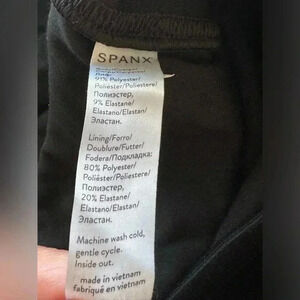 SPANX
91% Polyester/
Poliéster/Poliestere/
Полиэстер,
9% Elastane/
Elastano/Elastan/
Эластан.
Lining/Forro/
Doublure/Futter/
Fodera/Подкладка:
80% Polyester/
Poliéster/Poliestere/
Полиэстер,
20% Elastane/
Elastano/Elastan/
Эластан.
Machine wash cold,
gentle cycle.
Inside out.
made in vietnam
fabriqué en vietnam